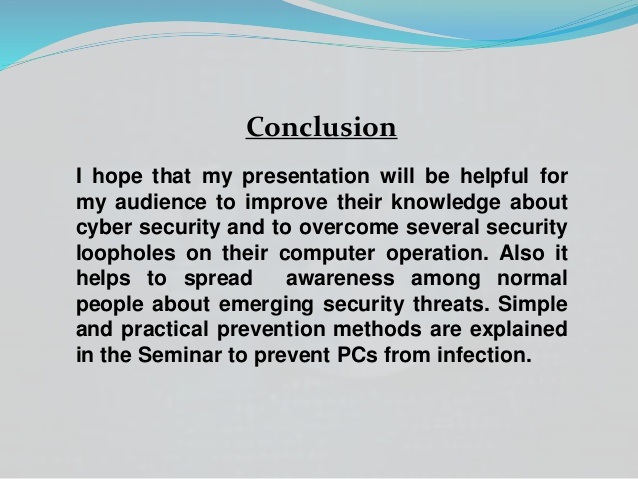 Conclusion
I hope that my presentation will be helpful for
my audience to improve their knowledge about
cyber security and to overcome several security
loopholes on their computer operation. Also it
helps to spread awareness among normal
people about emerging security threats. Simple
and practical prevention methods are explained
in the Seminar to prevent PCs from infection.